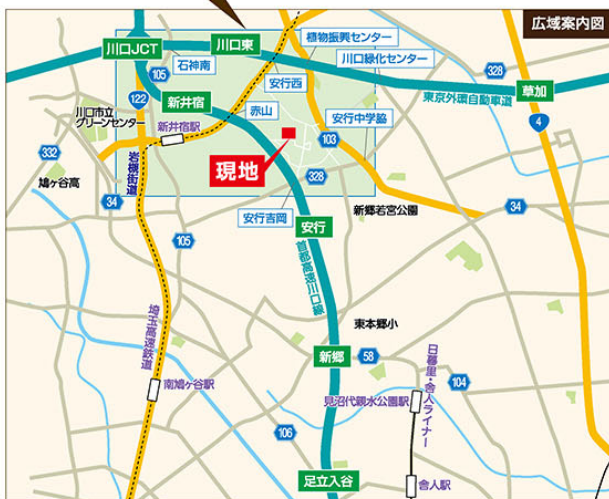 広域案内図
植物振興センター
川口JCT
川口東
川口緑化センター
105
石神南
安行西
328
草加
東京外環自動車道
122
新井宿
赤山
安行中学脇
4
川口市立
グリーンセンター
新井宿駅
103
332
岩槻街道
現地
328
鳩ヶ谷高
34
安行吉岡
新郷若宮公園
34
105
安行
首都高速川口線
埼玉高速鉄道
東本郷小
新郷
58
日暮里・舎人ライナー
104
南鳩ヶ谷駅
見沼代親水公園駅
106
足立入谷
舎人駅